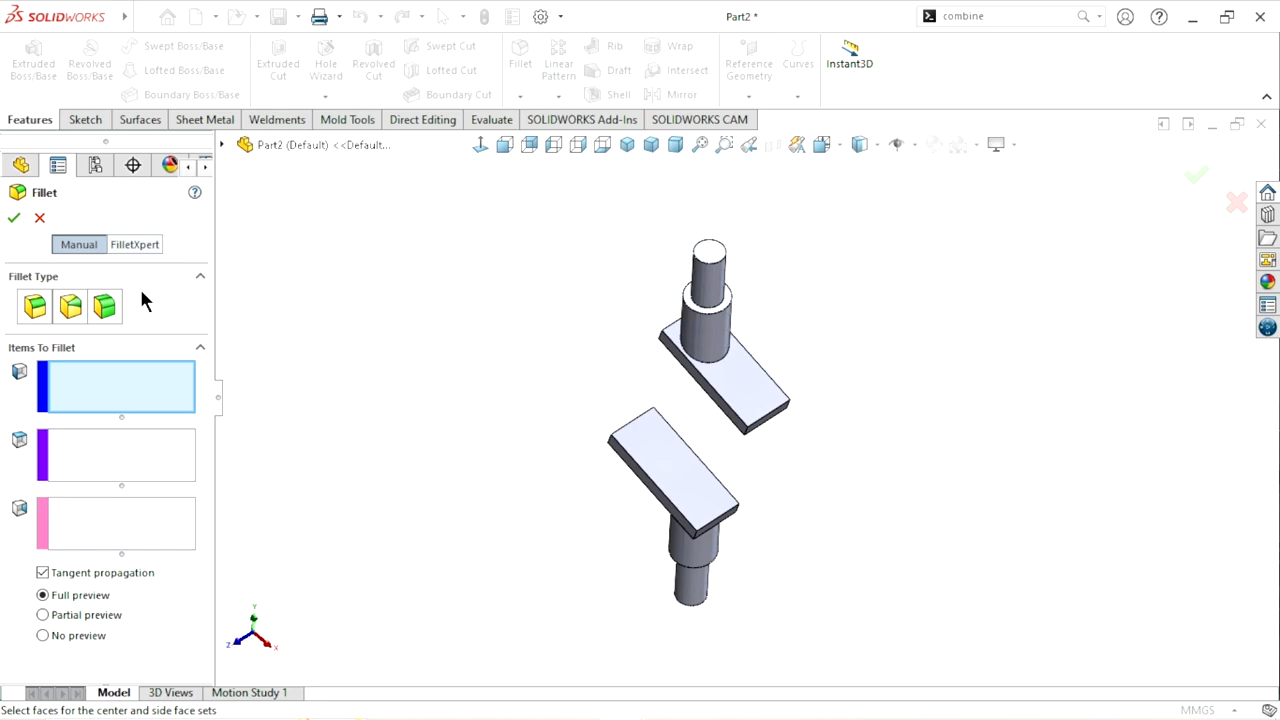 SOLIDWORKS
Part2 *
combine
Extruded Boss/Base
Revolved Boss/Base
Swept Boss/Base
Lofted Boss/Base
Boundary Boss/Base
Extruded Cut
Hole Wizard
Revolved Cut
Swept Cut
Lofted Cut
Boundary Cut
Fillet
Linear Pattern
Rib
Draft
Shell
Wrap
Intersect
Mirror
Reference Geometry
Curves
Instant3D
Features
Sketch
Surfaces
Sheet Metal
Weldments
Mold Tools
Direct Editing
Evaluate
SOLIDWORKS Add-Ins
SOLIDWORKS CAM
Part2 (Default) <<Default...
Fillet
Manual
FilletXpert
Fillet Type
Items To Fillet
Tangent propagation
Full preview
Partial preview
No preview
Y
Z
X
Model
3D Views
Motion Study 1
Select faces for the center and side face sets
MMGS